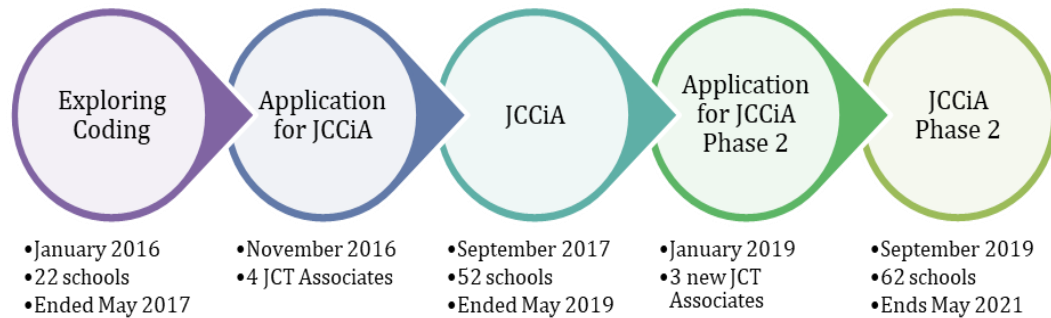 Exploring
Coding
Application
for JCCiA
JCCiA
Application
for JCCiA
Phase 2
JCCiA
Phase 2
•January 2016
•22 schools
•Ended May 2017
•November 2016
•4 JCT Associates
•September 2017
•52 schools
•Ended May 2019
•January 2019
•3 new JCT
Associates
•September 2019
•62 schools
•Ends May 2021